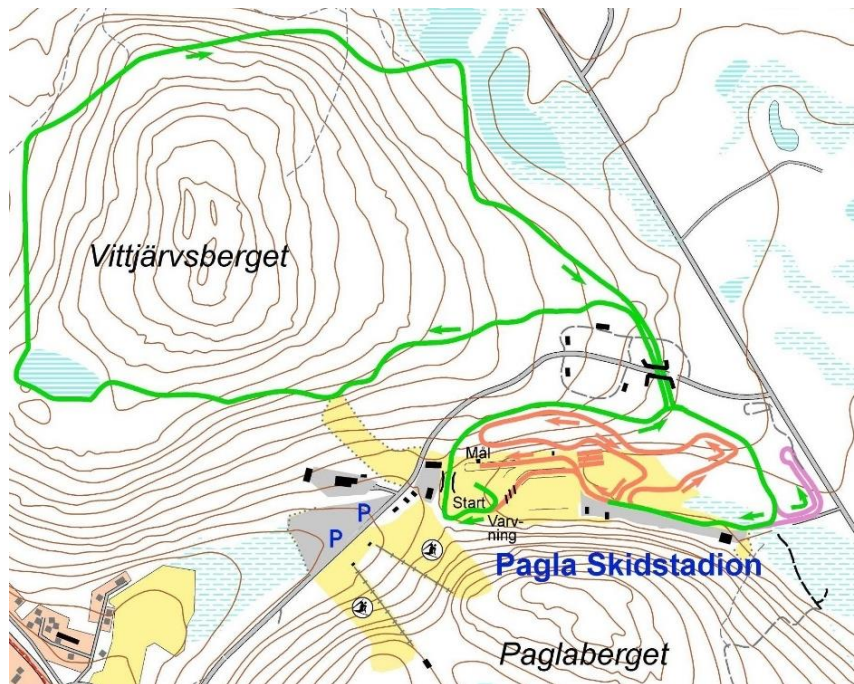 Vittjärvsberget
Mål
Start
Varv-
ning
P
P
Pagla Skidstadion
Paglaberget